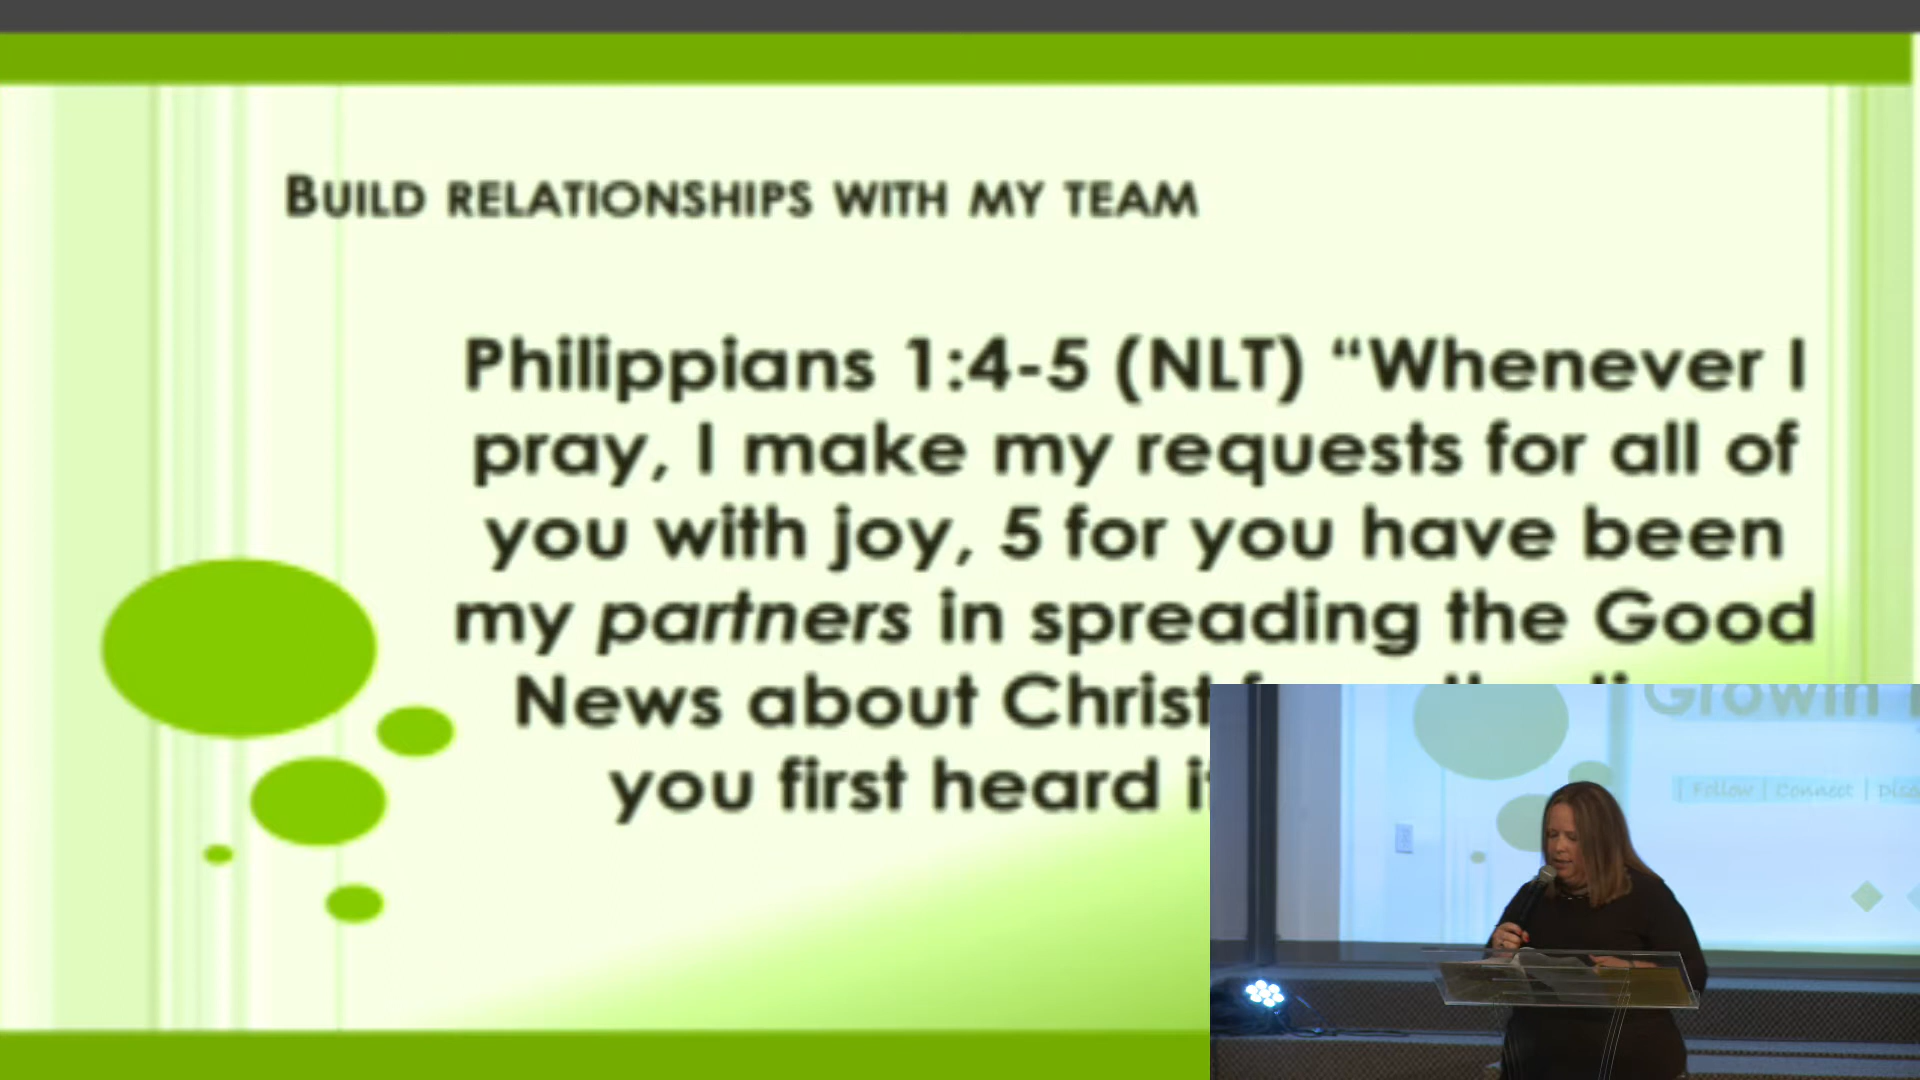 Build relationships with my team
Philippians 1:4-5 (NLT) “Whenever I
pray, I make my requests for all of
you with joy, 5 for you have been
my partners in spreading the Good
News about Christ
you first heard
Growth
| Follow | Connect |